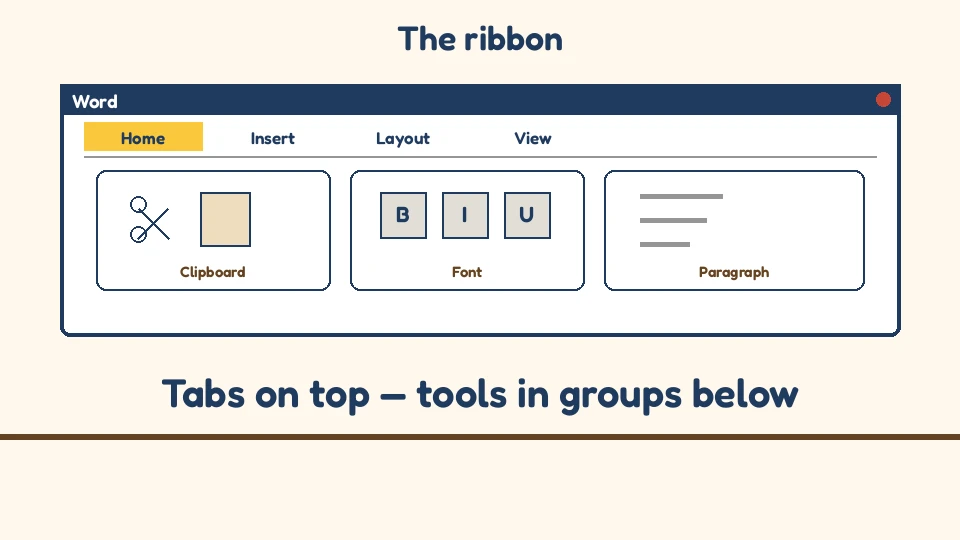 The ribbon
Word
Home Insert Layout View
B I U
Clipboard Font Paragraph
Tabs on top — tools in groups below